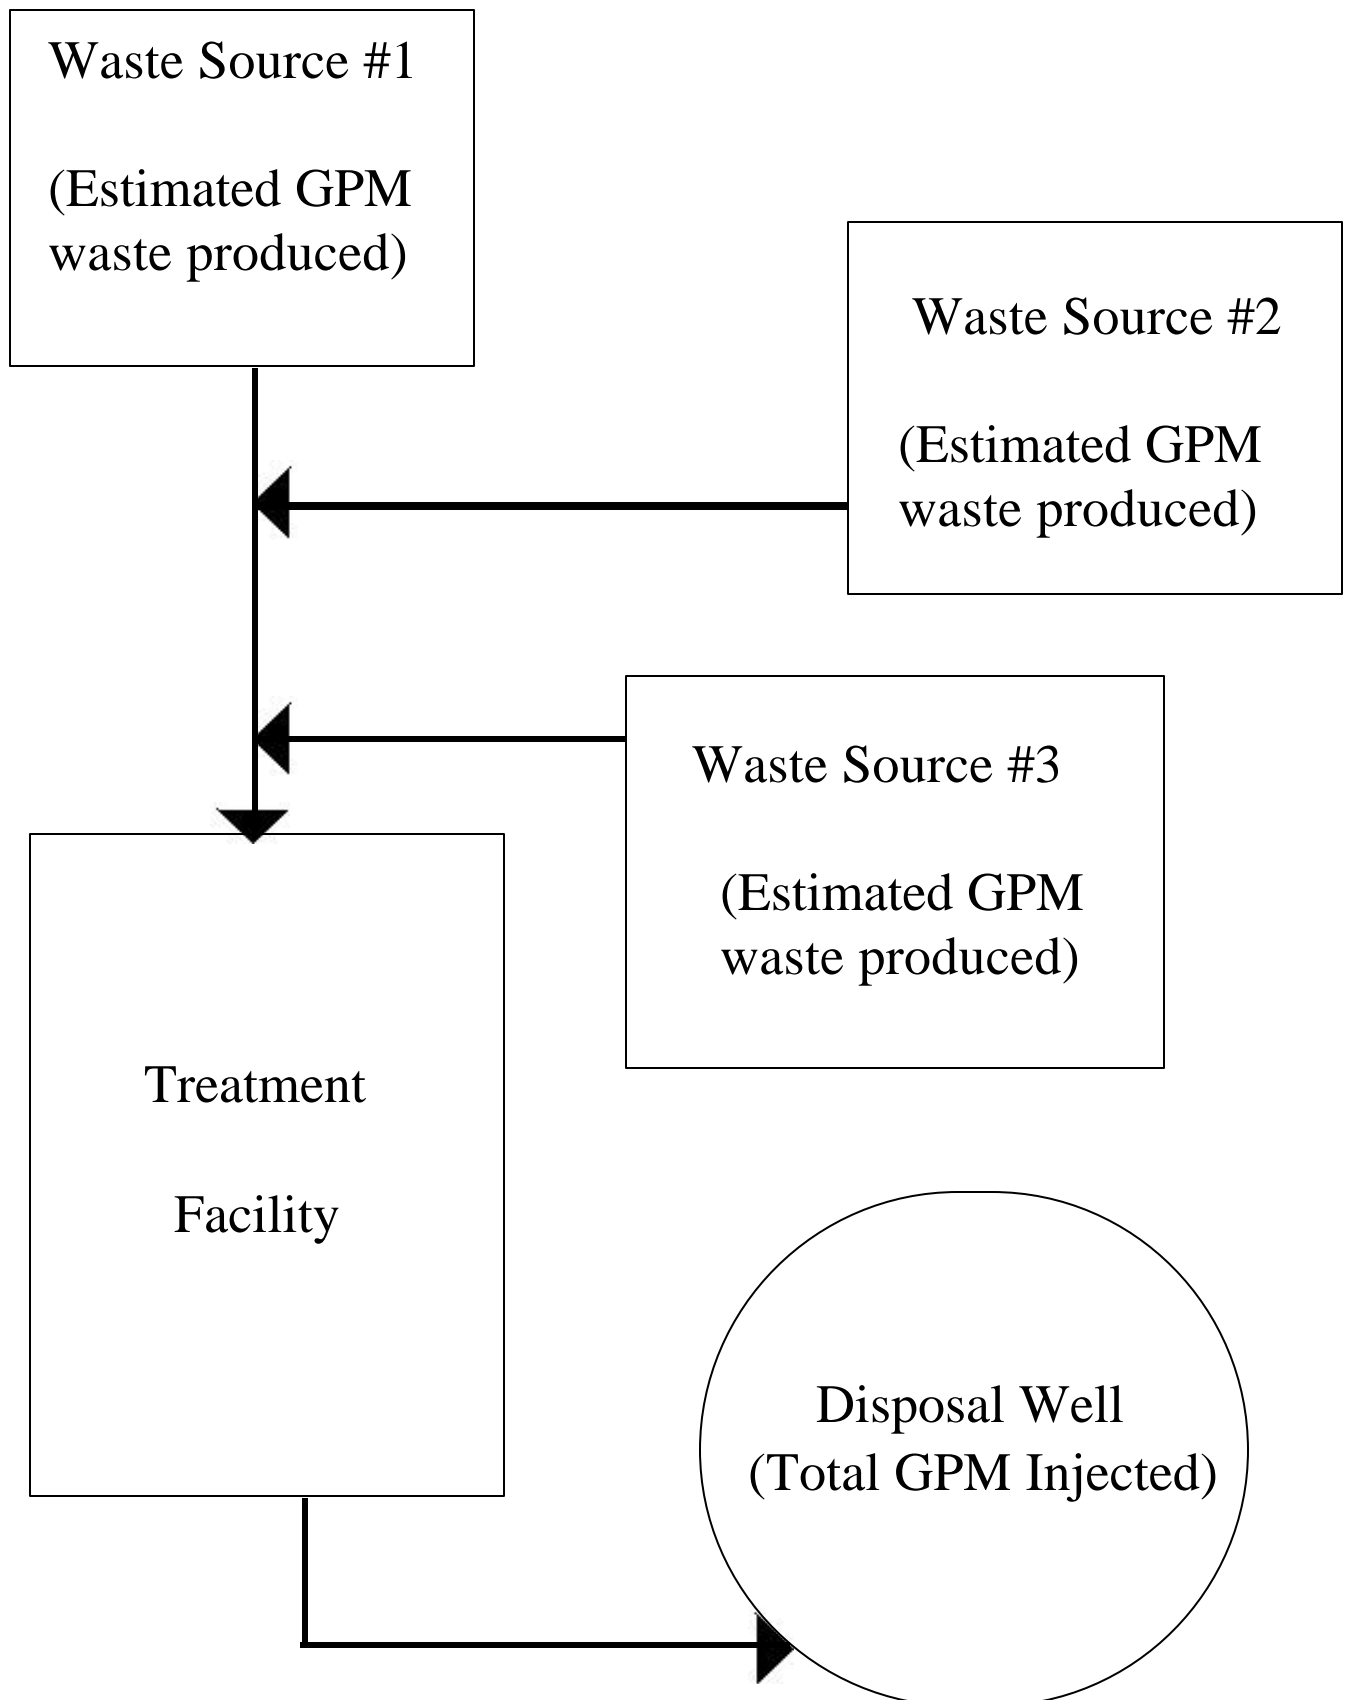 Waste Source #1
(Estimated GPM
waste produced)
Waste Source #2
(Estimated GPM
waste produced)
Waste Source #3
(Estimated GPM
waste produced)
Treatment
Facility
Disposal Well
(Total GPM Injected)